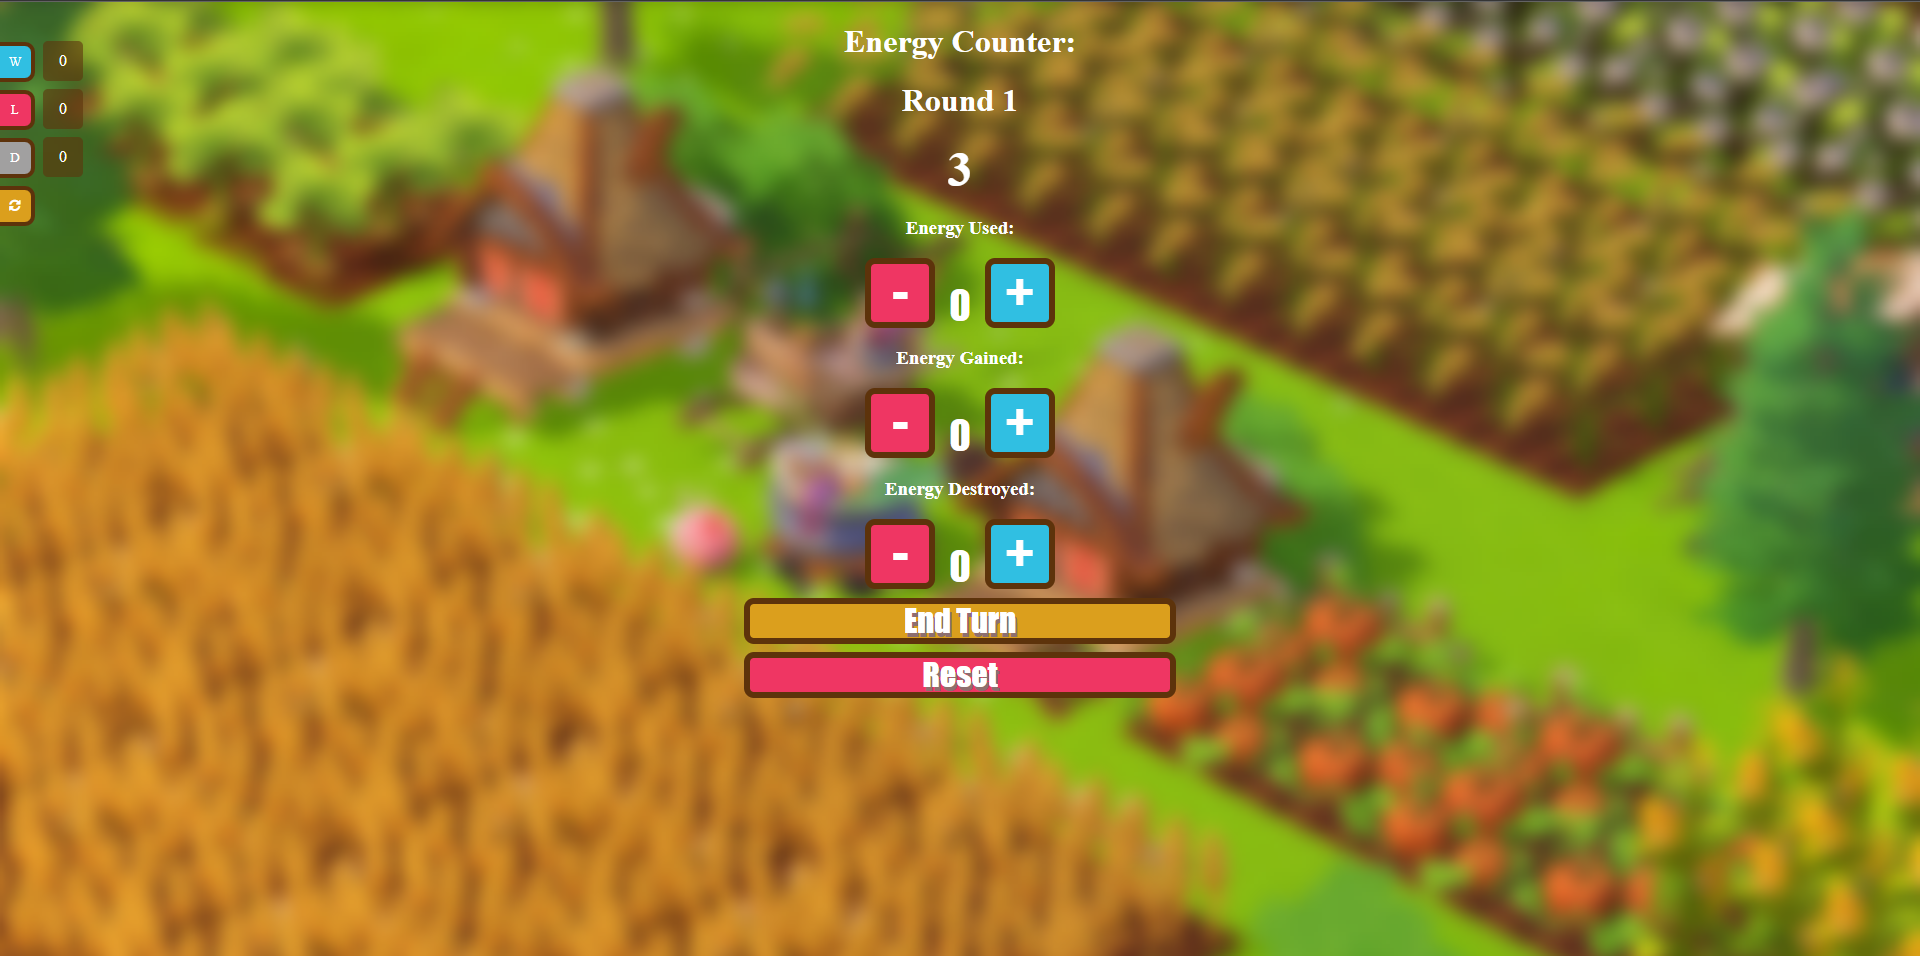 Energy Counter:
Round 1
3
W 0
L 0
D 0
Energy Used:
- 0 +
Energy Gained:
- 0 +
Energy Destroyed:
- 0 +
End Turn
Reset